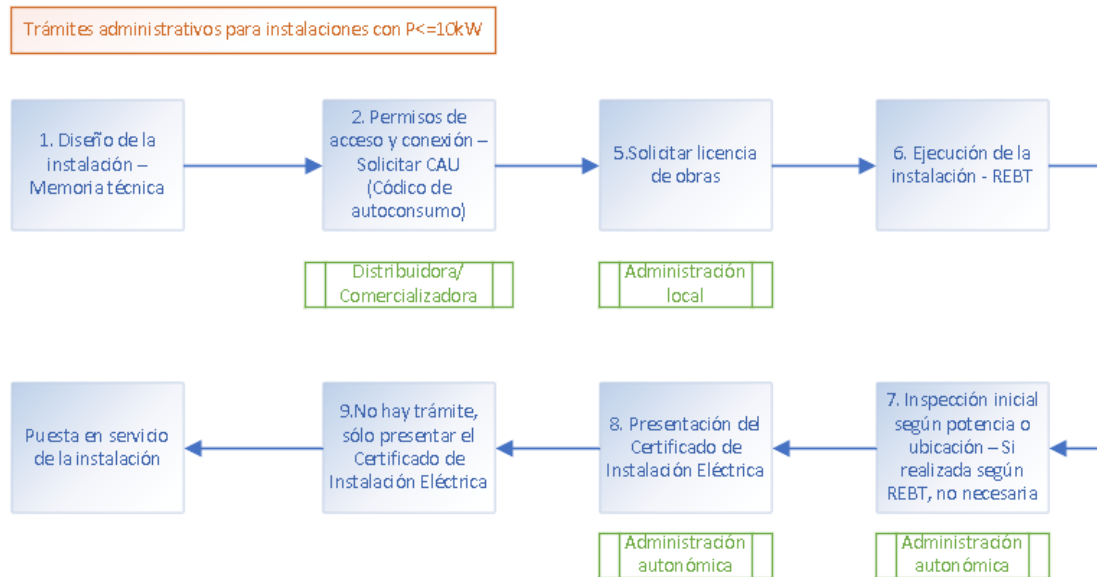 Trámites administrativos para instalaciones con P<=10kW
1. Diseño de la
instalación –
Memoria técnica
2. Permisos de
acceso y conexión –
Solicitar CAU
(Código de
autoconsumo)
5.Solicitar licencia
de obras
6. Ejecución de la
instalación - REBT
Distribuidora/
Comercializadora
Administración
local
Puesta en servicio
de la instalación
9.No hay trámite,
sólo presentar el
Certificado de
Instalación Eléctrica
8. Presentación del
Certificado de
Instalación Eléctrica
7. Inspección inicial
según potencia o
ubicación – Si
realizada según
REBT, no necesaria
Administración
autonómica
Administración
autonómica